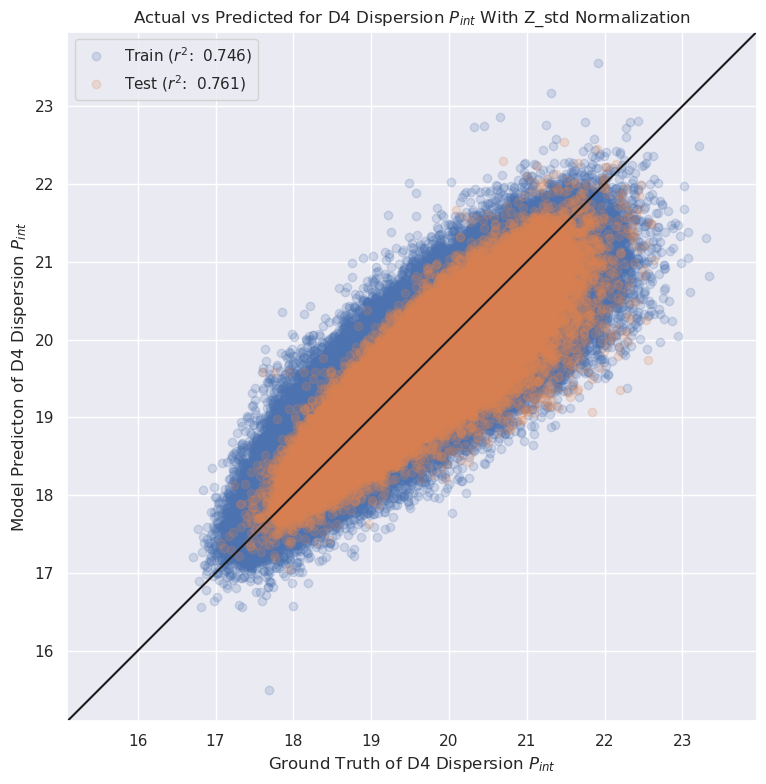 Actual vs Predicted for D4 Dispersion P_int With Z_std Normalization
Train (r²: 0.746)
Test (r²: 0.761)
Model Predicton of D4 Dispersion P_int
23
22
21
20
19
18
17
16
16 17 18 19 20 21 22 23
Ground Truth of D4 Dispersion P_int